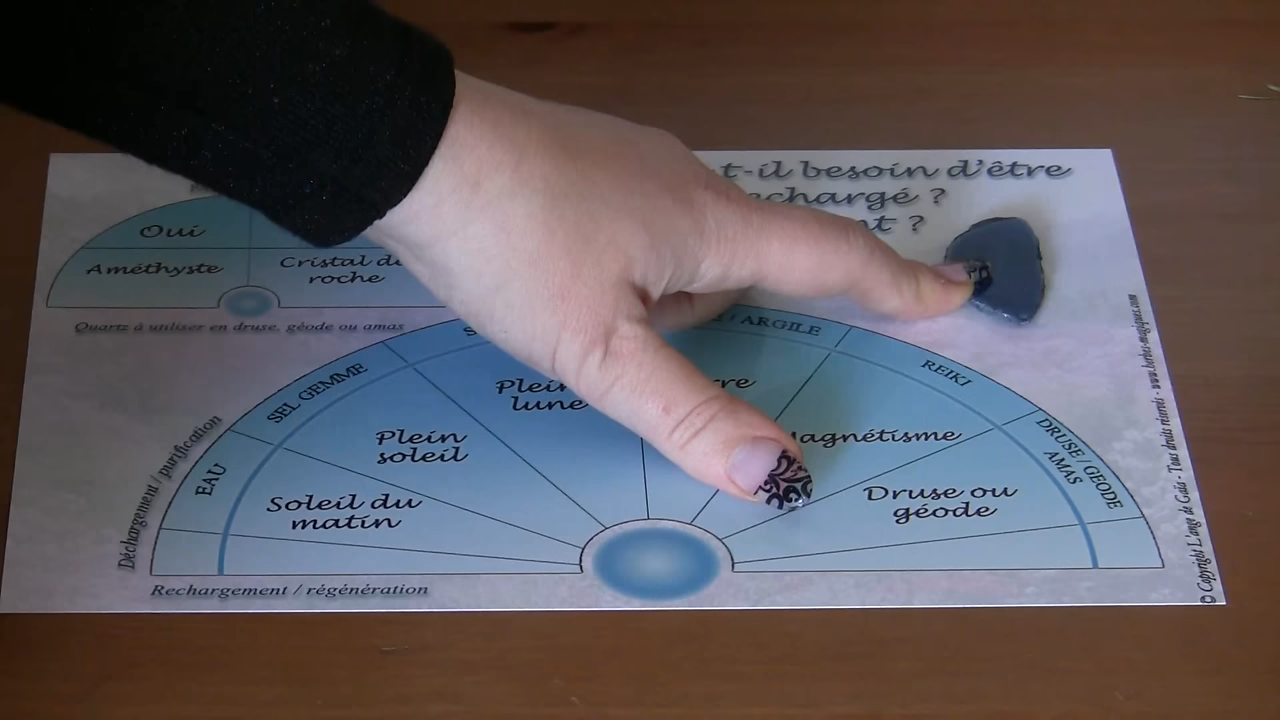 t-il besoin d'être
echargé ?
nt ?
Oui
Améthyste
Cristal de
roche
Quartz à utiliser en druse, géode ou amas
Déchargement / purification
EAU
SEL GEMME
ARGILE
REIKI
DRUSE / GEODE
AMAS
Soleil du
matin
Plein
soleil
Plein
lune
Magnétisme
Druse ou
géode
Rechargement / régénération
© Copyright L'ange de Gaïa - Tous droits réservés - www.herbes-magiques.com